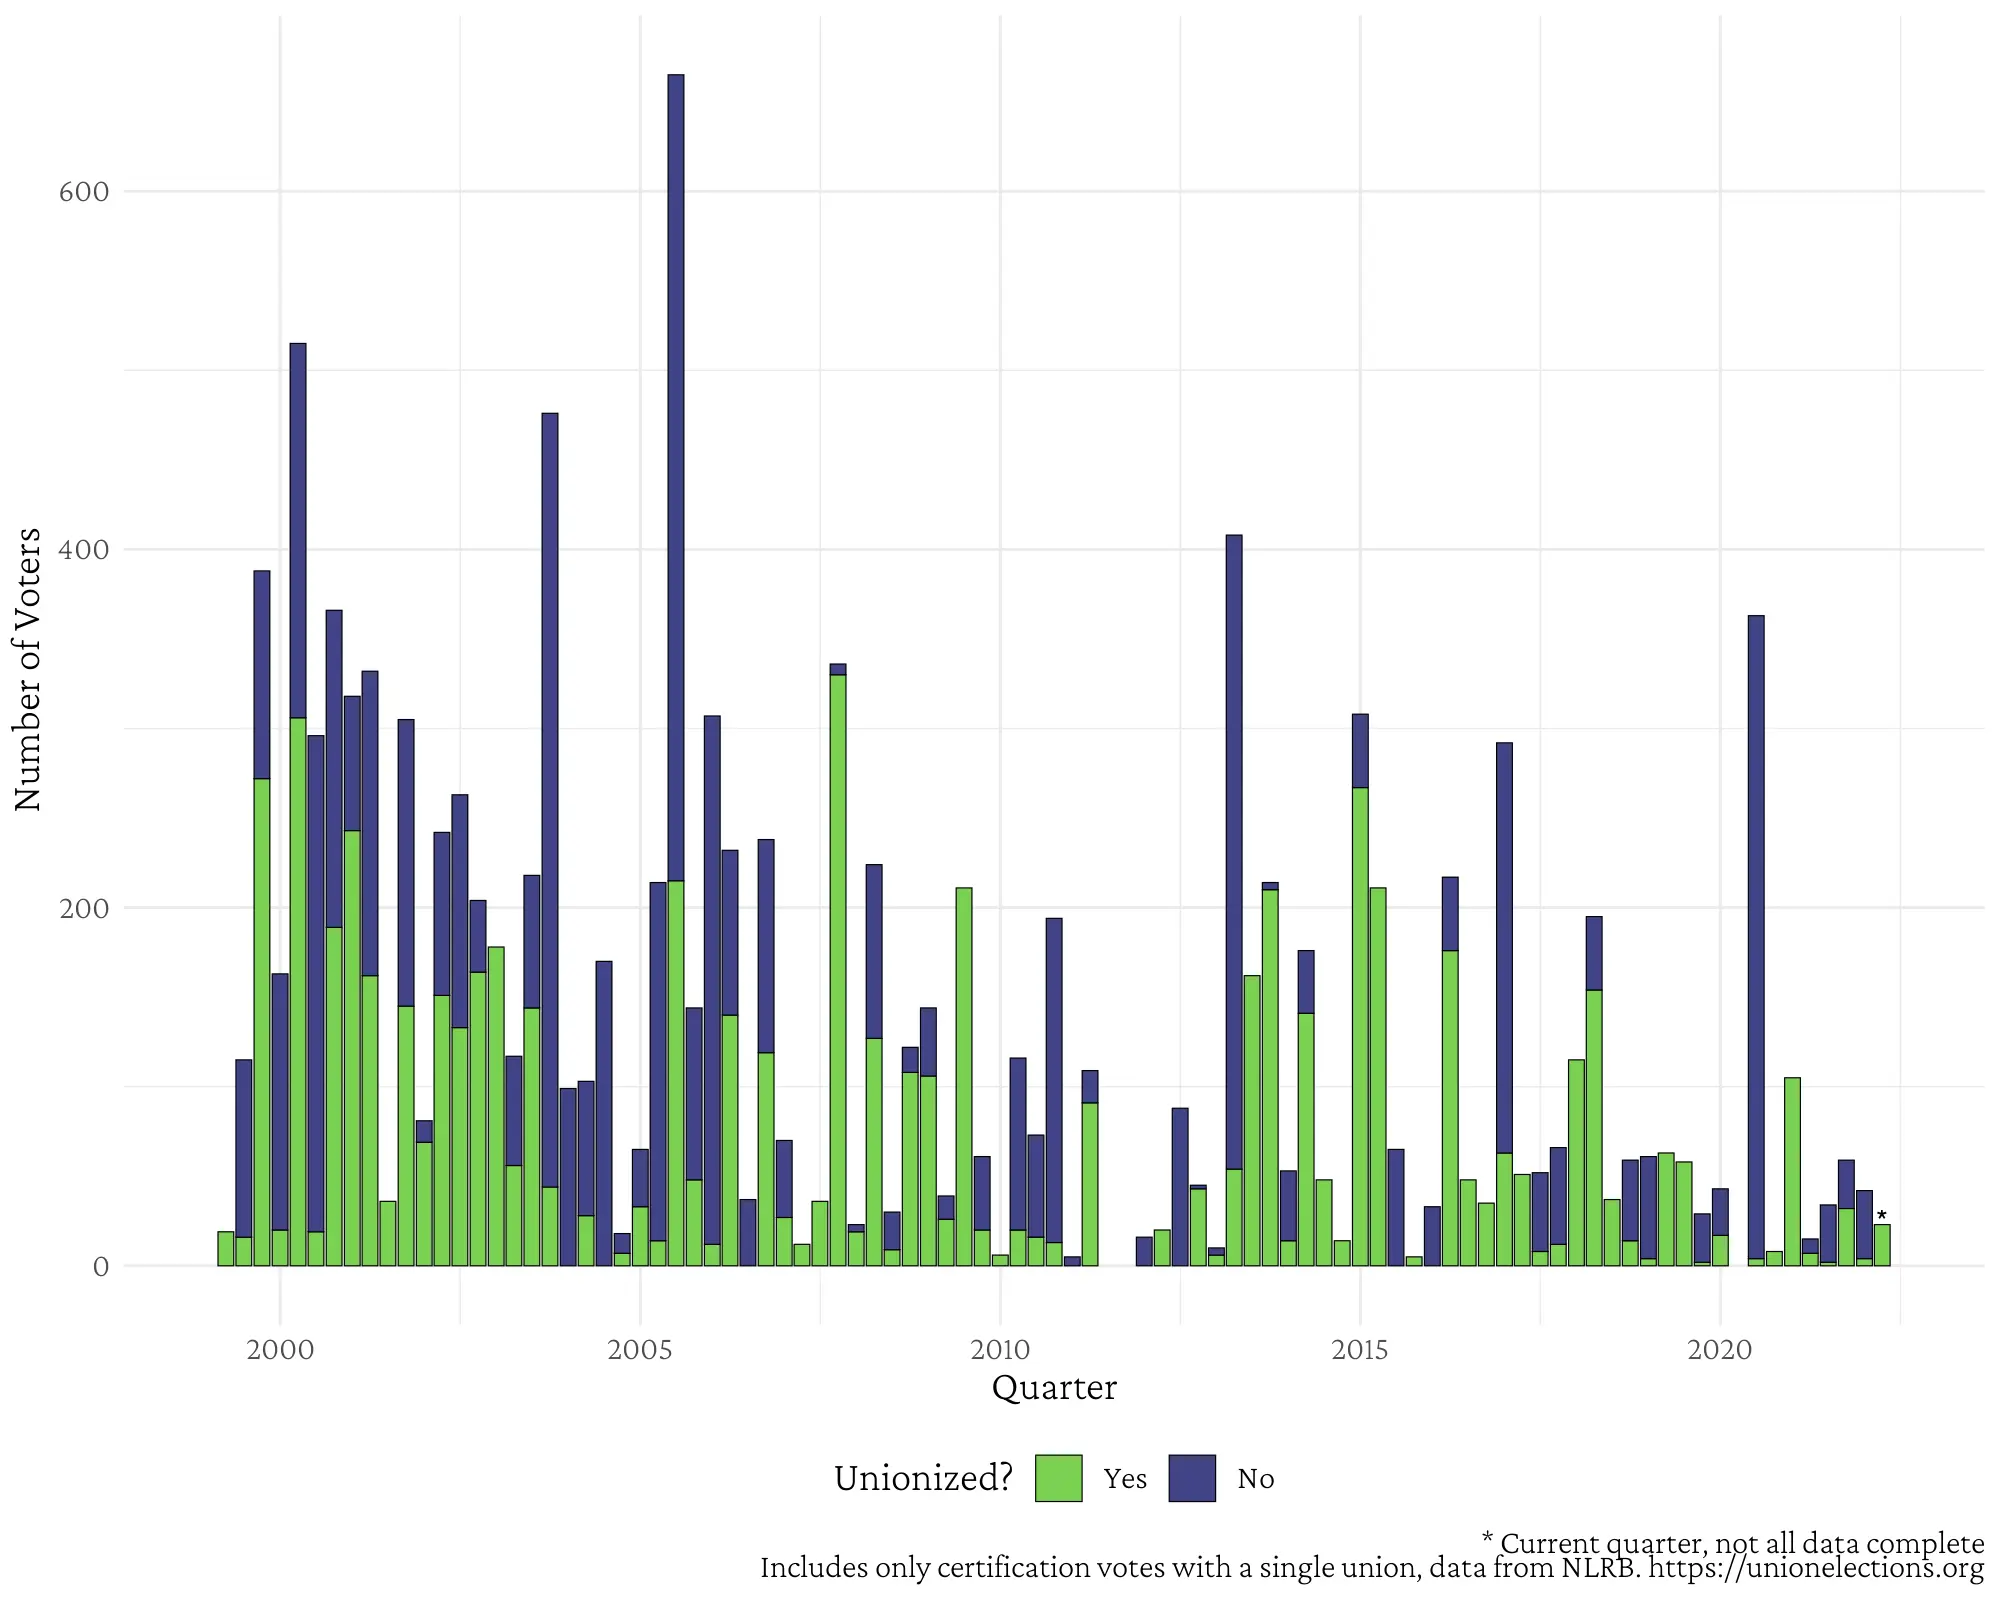 Number of Voters
600
400
200
0
2000 2005 2010 2015 2020
Quarter
*
Unionized? Yes No
* Current quarter, not all data complete
Includes only certification votes with a single union, data from NLRB. https://unionelections.org